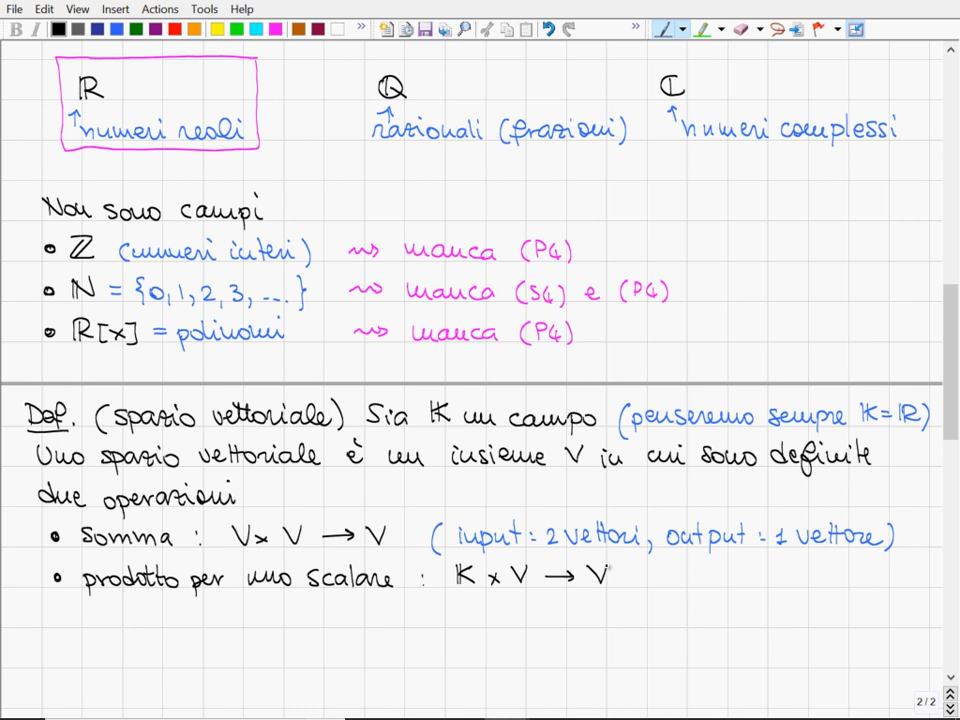 File Edit View Insert Actions Tools Help
B I
ℝ ℚ ℂ
↑numeri reali ↑razionali (frazioni) ↑numeri complessi
Non sono campi
• ℤ (numeri interi) ⇝ manca (P4)
• ℕ = {0, 1, 2, 3, ....} ⇝ manca (S4) e (P4)
• ℝ[x] = polinomi ⇝ manca (P4)
Def. (spazio vettoriale) Sia 𝕂 un campo (penseremo sempre 𝕂=ℝ)
Uno spazio vettoriale è un insieme V in cui sono definite
due operazioni
• somma : V x V → V (input = 2 vettori, output = 1 vettore)
• prodotto per uno scalare : 𝕂 x V → V
2 / 2